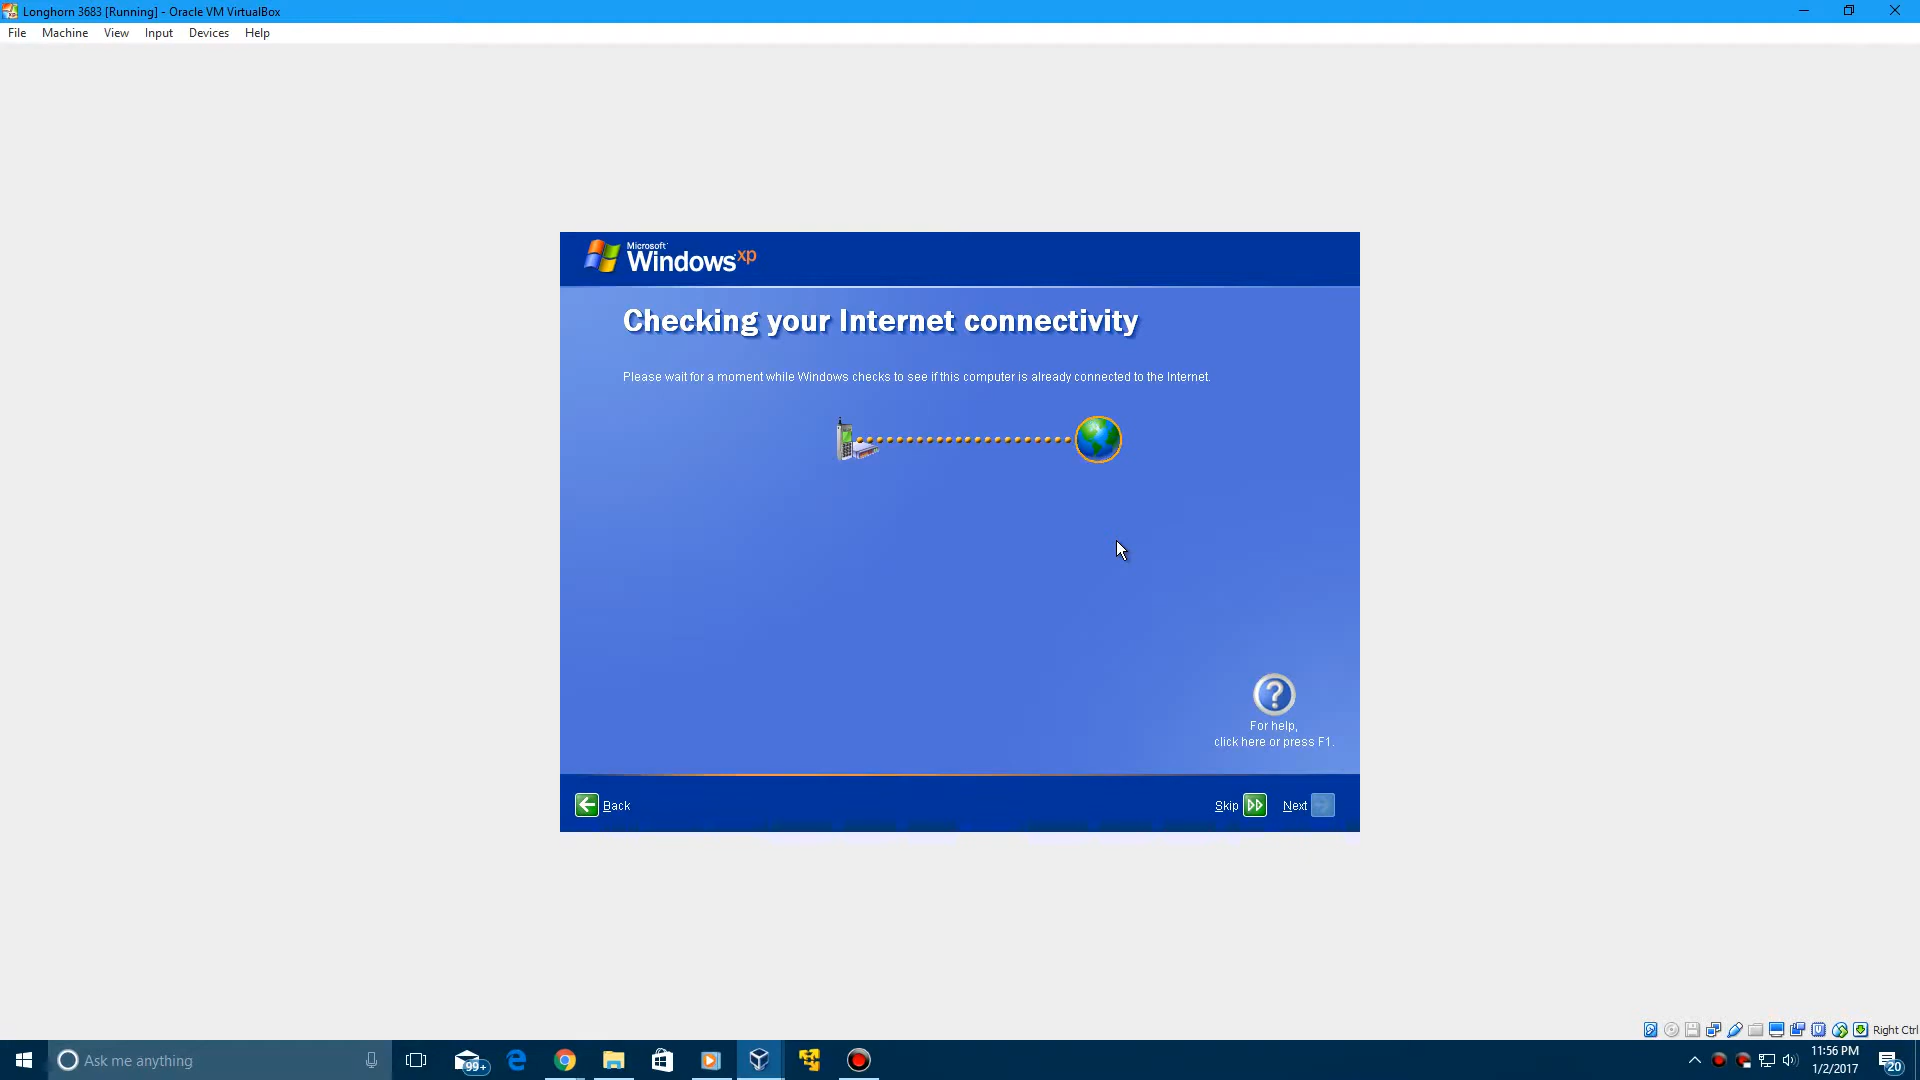 Longhorn 3683 [Running] - Oracle VM VirtualBox
File Machine View Input Devices Help
Microsoft
Windows xp
Checking your Internet connectivity
Please wait for a moment while Windows checks to see if this computer is already connected to the Internet.
For help,
click here or press F1.
Back Skip Next
Right Ctrl
Ask me anything
99+
11:56 PM
1/2/2017
20